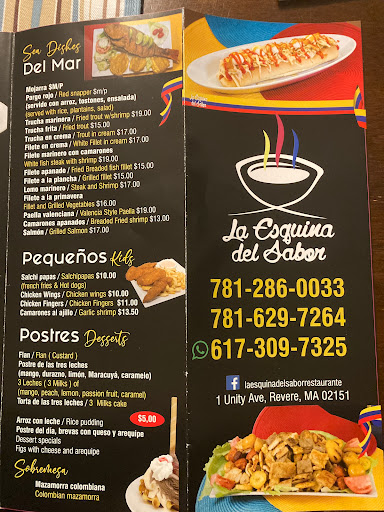 Sea Dishes
Del Mar
Mojarra $M/P
Pargo rojo / Red snapper $m/p
(servido con arroz, tostones, ensalada)
(served with rice, plantains, salad)
Trucha marinera / Fried trout w/shrimp $19.00
Trucha frita / Fried trout $15.00
Trucha en crema / Trout in cream $17.00
Filete en crema / White Fillet in cream $17.00
Filete marinero con camarones
White fish steak with shrimp $19.00
Filete apanado / Fried Breaded fish fillet $15.00
Filete a la plancha / Grilled fillet $15.00
Lomo marinero / Steak and Shrimp $17.00
Filete a la primavera
Fillet and Grilled Vegetables $16.00
Paella valenciana / Valencia Style Paella $19.00
Camarones apanados / Breaded Fried shrimp $13.00
Salmón / Grilled Salmon $17.00
Pequeños Kids
Salchi papas / Salchipapas $10.00
(french fries & Hot dogs)
Chicken Wings / Chicken wings $10.00
Chicken Fingers / Chicken Fingers $11.00
Camarones al ajillo / Garlic shrimp $13.50
Postres Desserts
Flan / Flan ( Custard )
Postre de las tres leches
(mango, durazno, limón, Maracuyá, caramelo)
3 Leches ( 3 Milks ) of
(mango, peach, lemon, passion fruit, caramel)
Torta de las tres leches / 3 Milks cake
Arroz con leche / Rice pudding
$5,00
Postre del día, brevas con queso y arequipe
Dessert specials
Figs with cheese and arequipe
Sobremesa
Mazamorra colombiana
Colombian mazamorra
La Esquina
del Sabor
781-286-0033
781-629-7264
617-309-7325
laesquinadelsaborrestaurante
1 Unity Ave, Revere, MA 02151